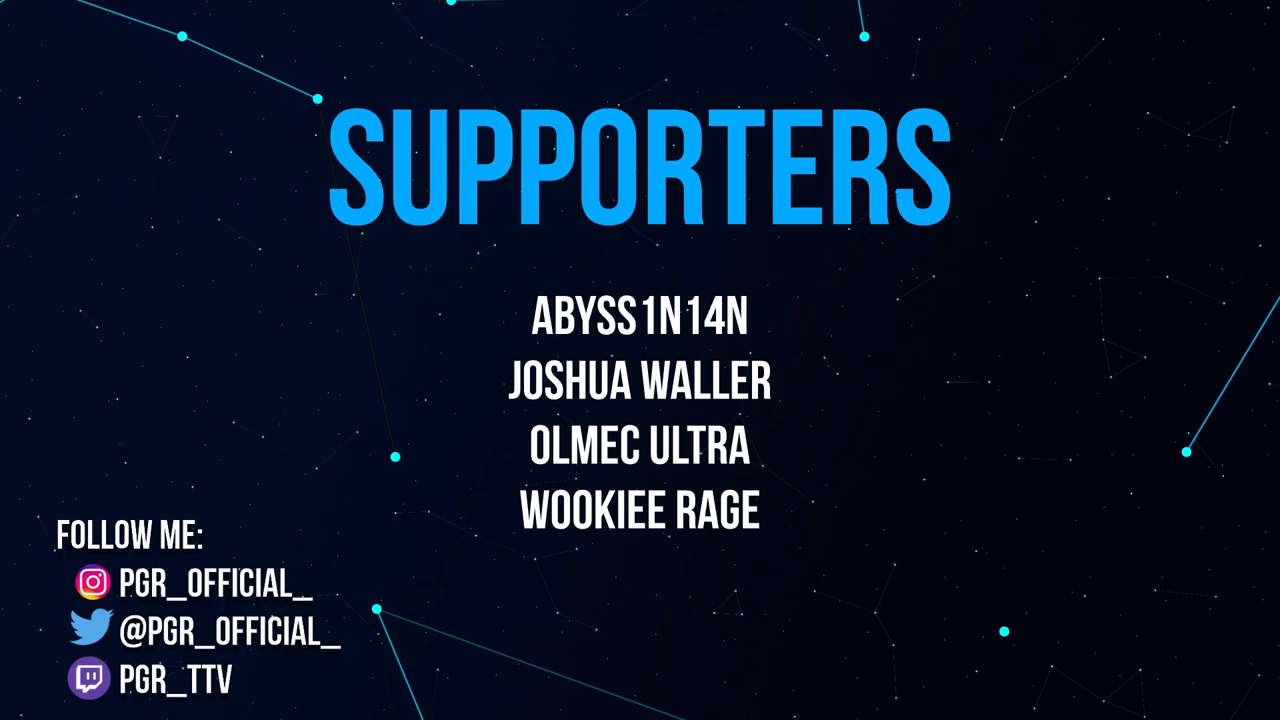 SUPPORTERS
ABYSS1N14N
JOSHUA WALLER
OLMEC ULTRA
WOOKIEE RAGE
FOLLOW ME:
PGR_OFFICIAL_
@PGR_OFFICIAL_
PGR_TTV